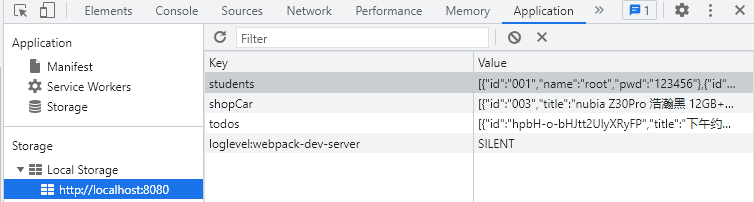 Elements Console Sources Network Performance Memory Application » 1
Application
Manifest
Service Workers
Storage
Storage
Local Storage
http://localhost:8080
Filter
Key Value
students [{"id":"001","name":"root","pwd":"123456"},{"id"...
shopCar [{"id":"003","title":"nubia Z30Pro 浩瀚黑 12GB+...
todos [{"id":"hpbH-o-bHJtt2UlyXRyFP","title":"下午约...
loglevel:webpack-dev-server SILENT